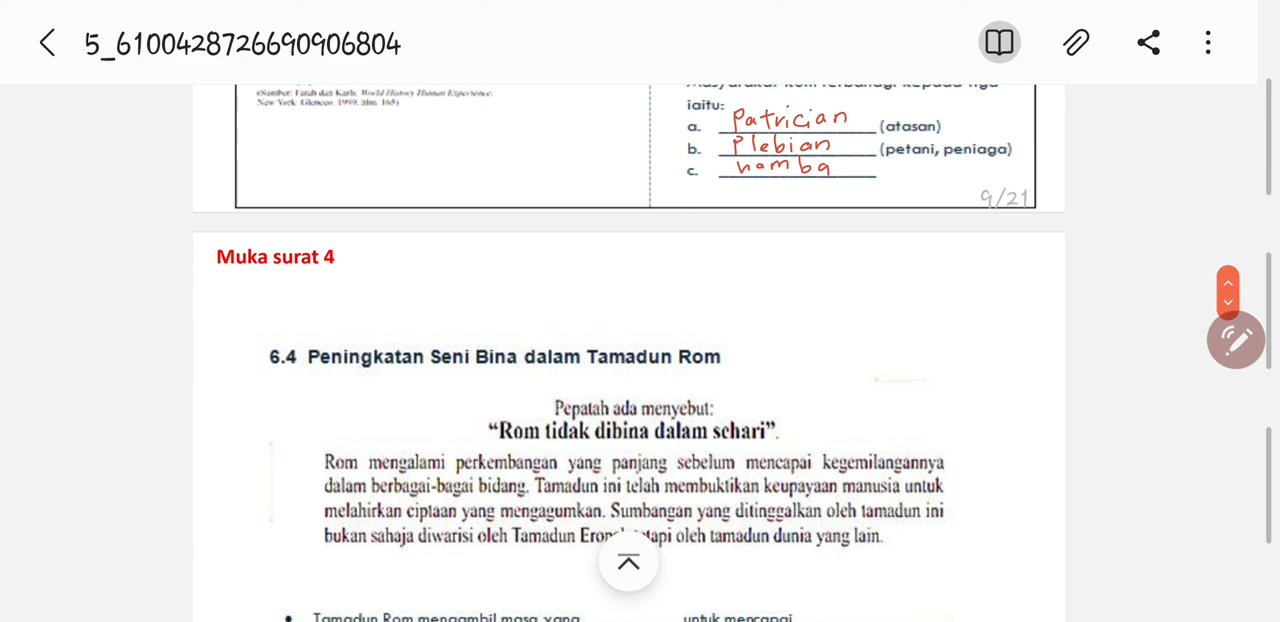 5_6100428726690906804
(Sumber: Farah dan Karls, World History Human Experience.
New York: Glencoe, 1999, hlm. 165)
iaitu:
a. Patrician (atasan)
b. Plebian (petani, peniaga)
c. hamba
9/21
Muka surat 4
6.4 Peningkatan Seni Bina dalam Tamadun Rom
Pepatah ada menyebut:
“Rom tidak dibina dalam sehari”.
Rom mengalami perkembangan yang panjang sebelum mencapai kegemilangannya
dalam berbagai-bagai bidang. Tamadun ini telah membuktikan keupayaan manusia untuk
melahirkan ciptaan yang mengagumkan. Sumbangan yang ditinggalkan oleh tamadun ini
bukan sahaja diwarisi oleh Tamadun oleh tamadun dunia yang lain.
• Tamadun Rom mengambil masa yang untuk mencapai